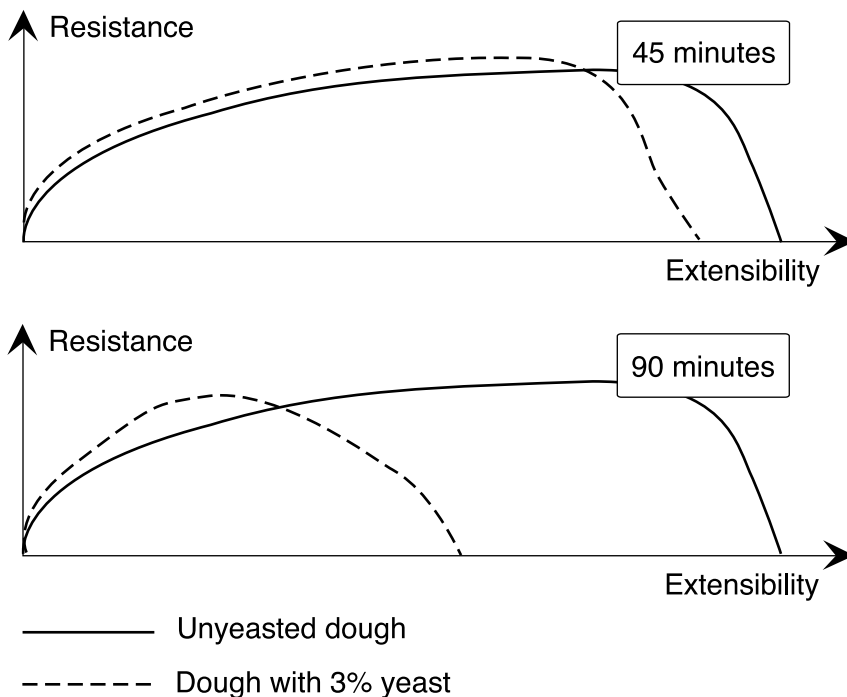 Resistance
45 minutes
Extensibility
Resistance
90 minutes
Extensibility
Unyeasted dough
Dough with 3% yeast